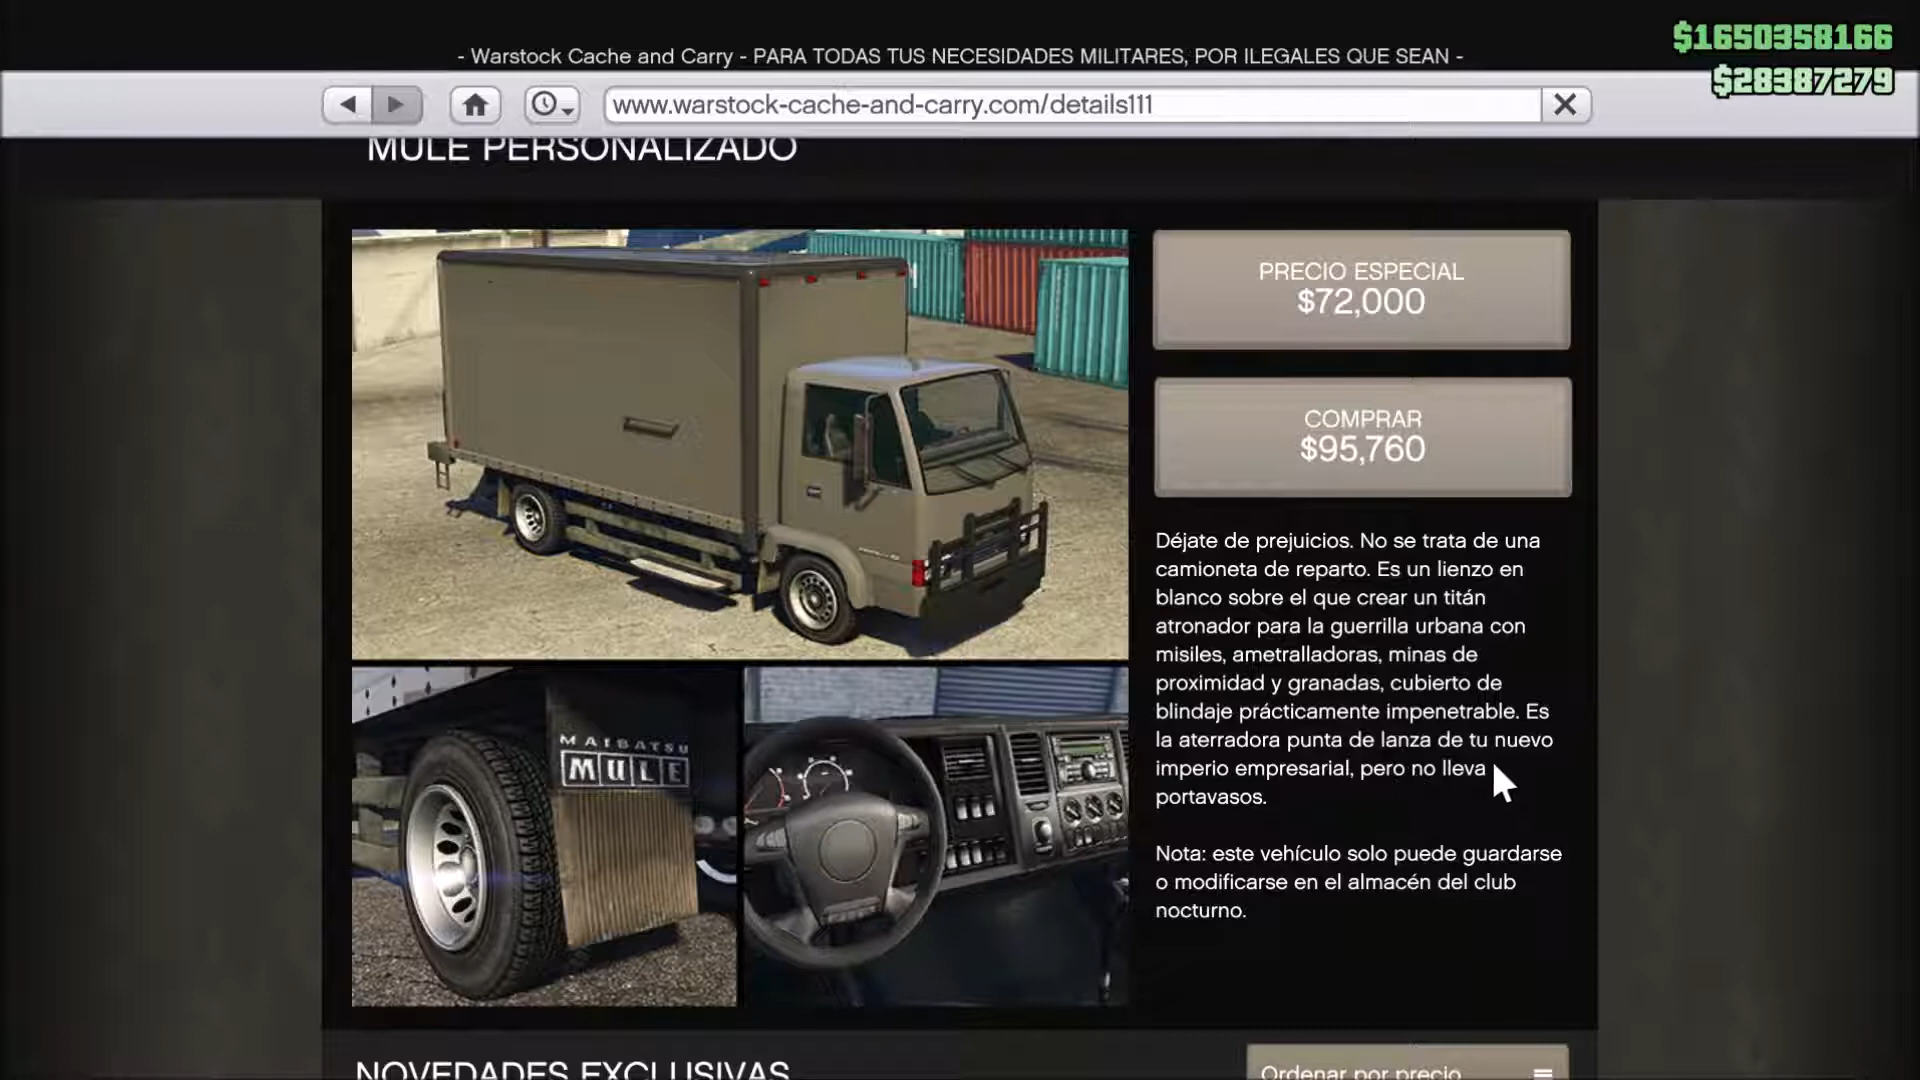 - Warstock Cache and Carry - PARA TODAS TUS NECESIDADES MILITARES, POR ILEGALES QUE SEAN -
$1650358166
$28387279
www.warstock-cache-and-carry.com/details111
MULE PERSONALIZADO
PRECIO ESPECIAL
$72,000
COMPRAR
$95,760
Déjate de prejuicios. No se trata de una
camioneta de reparto. Es un lienzo en
blanco sobre el que crear un titán
atronador para la guerrilla urbana con
misiles, ametralladoras, minas de
proximidad y granadas, cubierto de
blindaje prácticamente impenetrable. Es
la aterradora punta de lanza de tu nuevo
imperio empresarial, pero no lleva
portavasos.
Nota: este vehículo solo puede guardarse
o modificarse en el almacén del club
nocturno.
MAIBATSU
MULE
NOVEDADES EXCLUSIVAS
Ordenar por precio